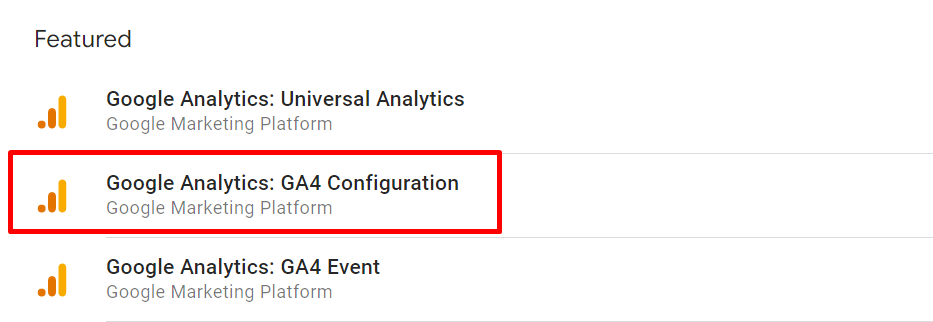 Featured
Google Analytics: Universal Analytics
Google Marketing Platform
Google Analytics: GA4 Configuration
Google Marketing Platform
Google Analytics: GA4 Event
Google Marketing Platform